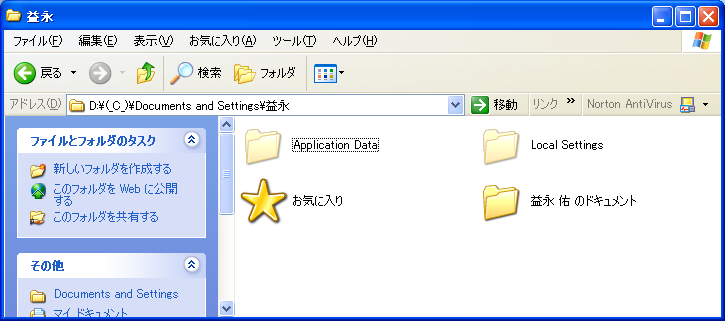 益永
ファイル(F) 編集(E) 表示(V) お気に入り(A) ツール(T) ヘルプ(H)
戻る 検索 フォルダ
アドレス(D) D:¥(_C_)¥Documents and Settings¥益永 移動 リンク » Norton AntiVirus
ファイルとフォルダのタスク
新しいフォルダを作成する
このフォルダを Web に公開
する
このフォルダを共有する
その他
Documents and Settings
マイ ドキュメント
Application Data
Local Settings
お気に入り
益永 佑 のドキュメント